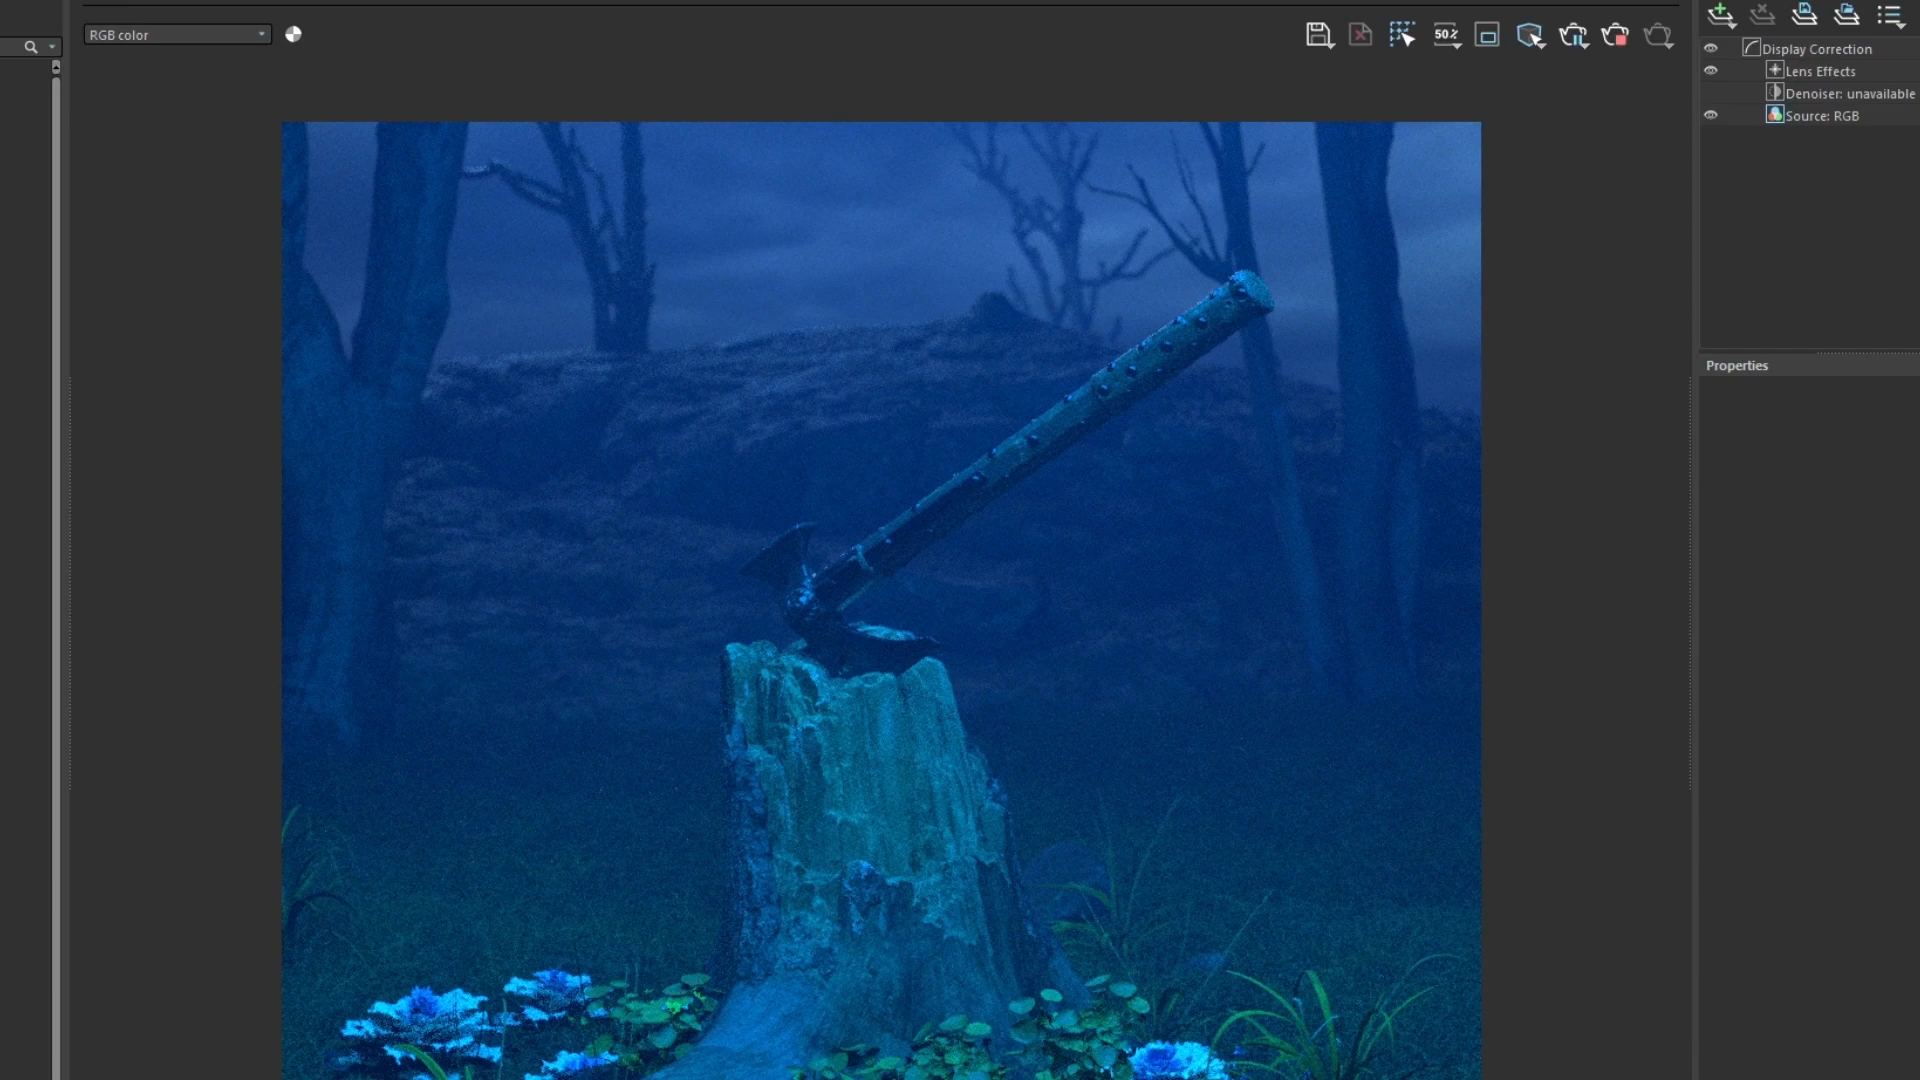 RGB color
50%
Display Correction
Lens Effects
Denoiser: unavailable
Source: RGB
Properties